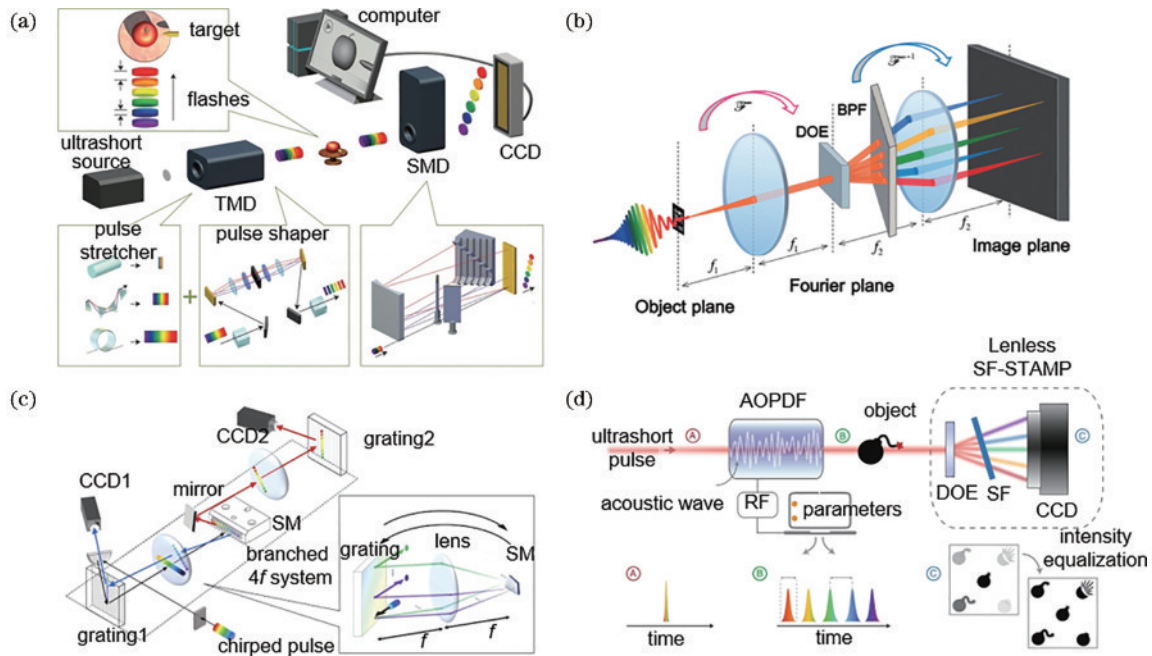 (a)
target
flashes
computer
ultrashort
source
TMD
SMD
CCD
pulse
stretcher
+
pulse shaper
(b)
ℱ
ℱ⁻¹
DOE
BPF
f₁
f₁
f₂
f₂
Object plane
Fourier plane
Image plane
(c)
CCD2
grating2
CCD1
mirror
SM
branched
4f system
grating1
chirped pulse
grating
lens
SM
f
f
(d)
Lenless
SF-STAMP
AOPDF
object
ultrashort
pulse
A
B
C
acoustic wave
RF
parameters
DOE
SF
CCD
intensity
equalization
A
B
C
time
time